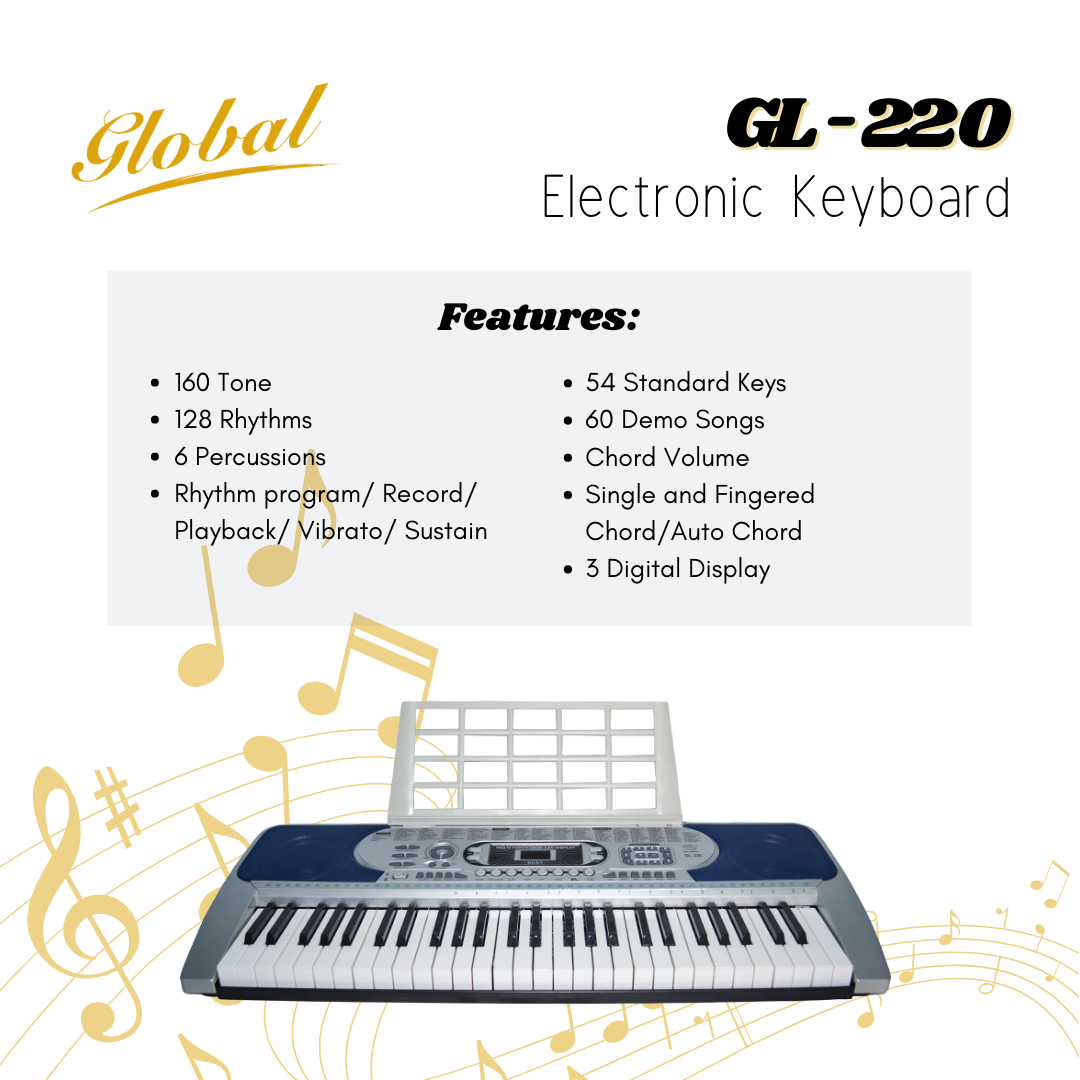 Global
GL-220
Electronic Keyboard
Features:
• 160 Tone
• 128 Rhythms
• 6 Percussions
• Rhythm program/ Record/
Playback/ Vibrato/ Sustain
• 54 Standard Keys
• 60 Demo Songs
• Chord Volume
• Single and Fingered
Chord/Auto Chord
• 3 Digital Display